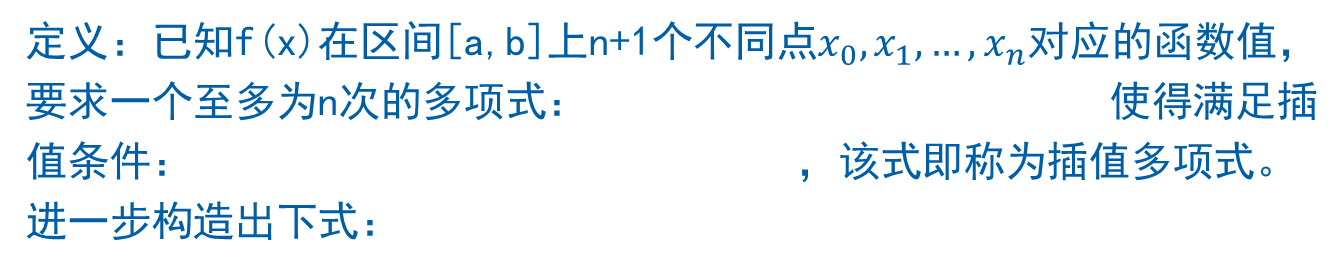 定义：已知f(x)在区间[a,b]上n+1个不同点x₀,x₁,…,xₙ对应的函数值，
要求一个至多为n次的多项式： 使得满足插
值条件： ，该式即称为插值多项式。
进一步构造出下式：